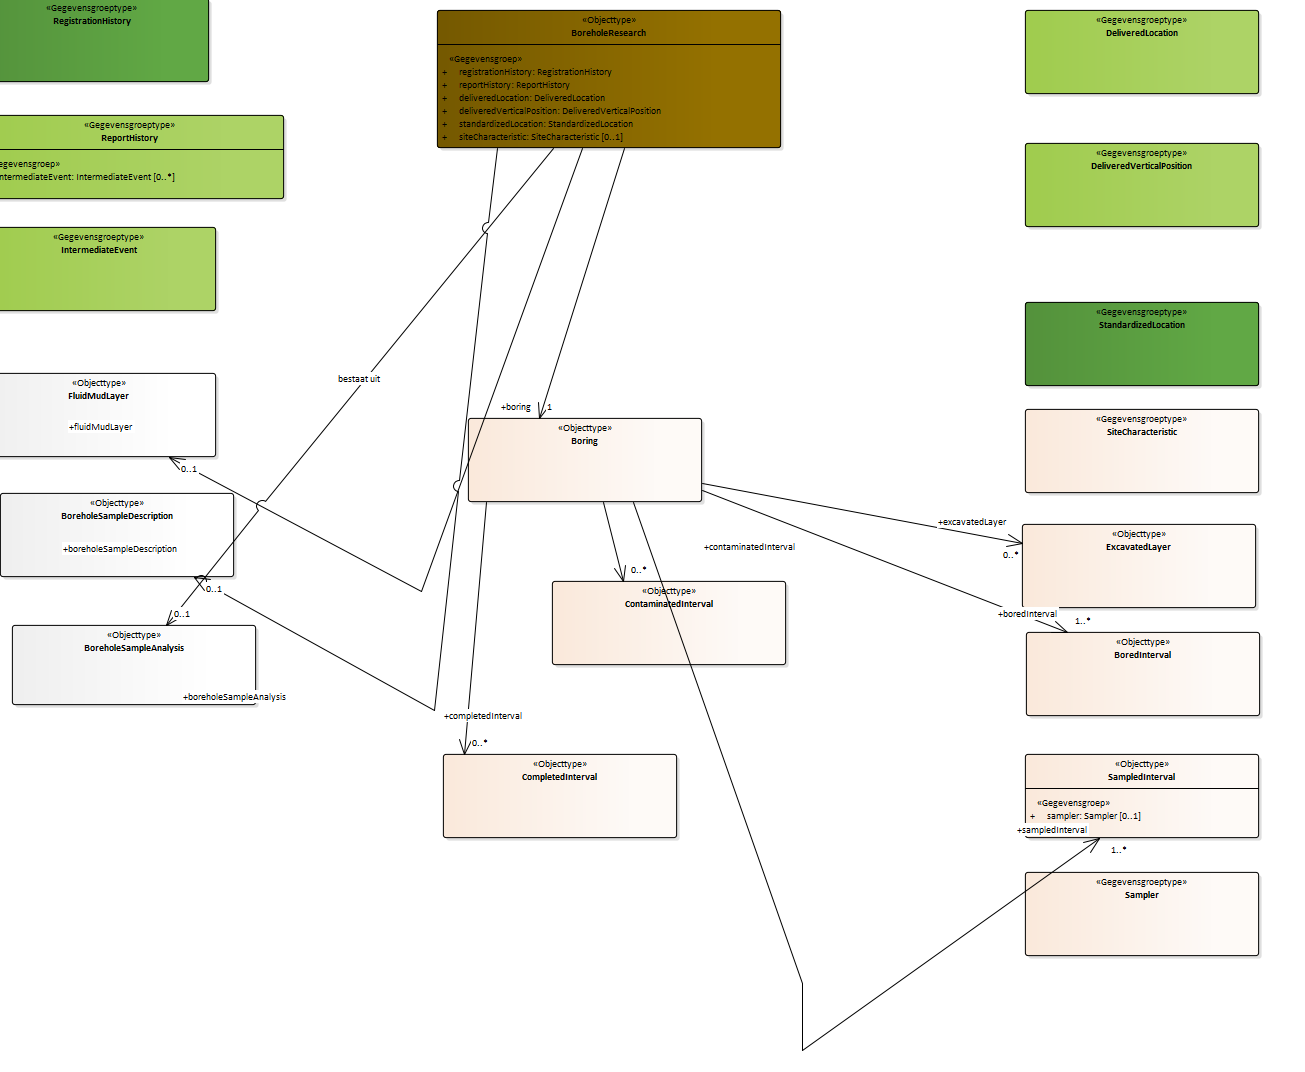 «Gegevensgroeptype»
RegistrationHistory
«Objecttype»
BoreholeResearch
«Gegevensgroep»
+ registrationHistory: RegistrationHistory
+ reportHistory: ReportHistory
+ deliveredLocation: DeliveredLocation
+ deliveredVerticalPosition: DeliveredVerticalPosition
+ standardizedLocation: StandardizedLocation
+ siteCharacteristic: SiteCharacteristic [0..1]
«Gegevensgroeptype»
DeliveredLocation
«Gegevensgroeptype»
ReportHistory
egevensgroep»
ntermediateEvent: IntermediateEvent [0..*]
«Gegevensgroeptype»
DeliveredVerticalPosition
«Gegevensgroeptype»
IntermediateEvent
«Gegevensgroeptype»
StandardizedLocation
bestaat uit
«Objecttype»
FluidMudLayer
+fluidMudLayer
0..1
+boring
1
«Objecttype»
Boring
«Gegevensgroeptype»
SiteCharacteristic
«Objecttype»
BoreholeSampleDescription
+boreholeSampleDescription
0..1
+excavatedLayer
0..*
«Objecttype»
ExcavatedLayer
+contaminatedInterval
0..*
«Objecttype»
ContaminatedInterval
0..1
«Objecttype»
BoreholeSampleAnalysis
+boreholeSampleAnalysis
+boredInterval
1..*
«Objecttype»
BoredInterval
+completedInterval
0..*
«Objecttype»
CompletedInterval
«Objecttype»
SampledInterval
«Gegevensgroep»
+ sampler: Sampler [0..1]
+sampledInterval
1..*
«Gegevensgroeptype»
Sampler